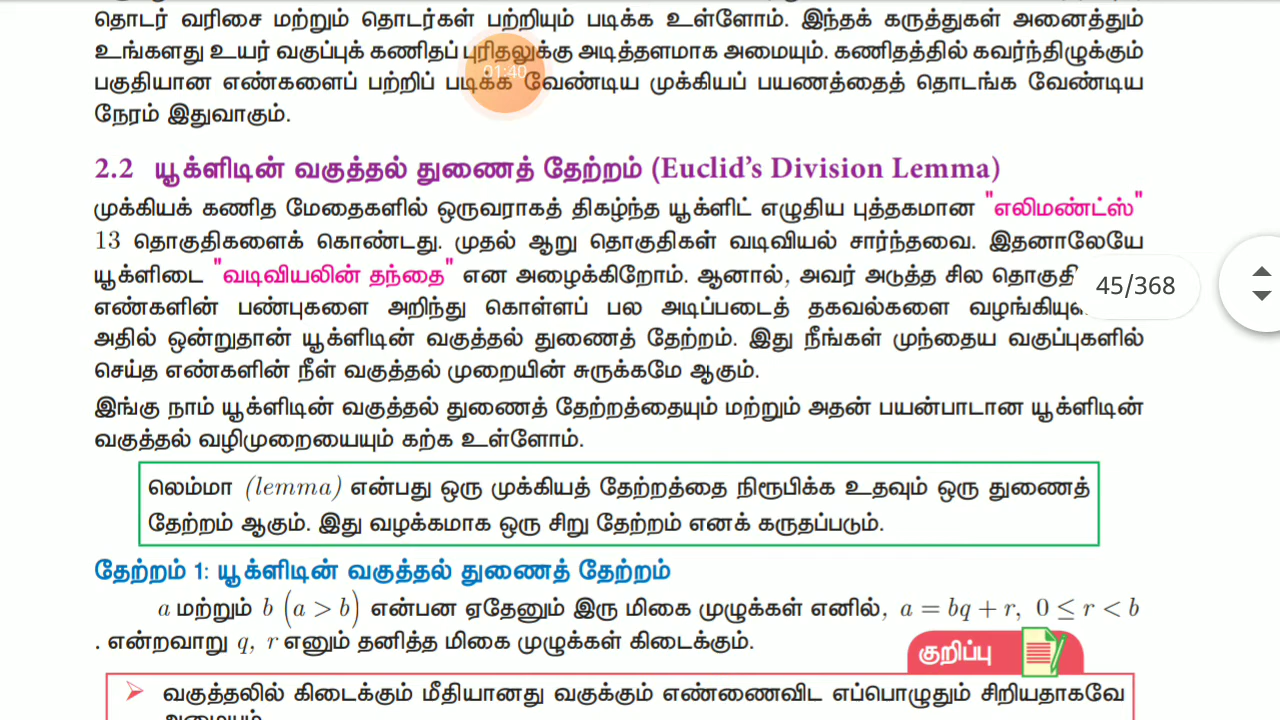 தொடர் வரிசை மற்றும் தொடர்கள் பற்றியும் படிக்க உள்ளோம். இந்தக் கருத்துகள் அனைத்தும்
உங்களது உயர் வகுப்புக் கணிதப் புரிதலுக்கு அடித்தளமாக அமையும். கணிதத்தில் கவர்ந்திழுக்கும்
01:40
பகுதியான எண்களைப் பற்றிப் படிக்க வேண்டிய முக்கியப் பயணத்தைத் தொடங்க வேண்டிய
நேரம் இதுவாகும்.
2.2 யூக்ளிடின் வகுத்தல் துணைத் தேற்றம் (Euclid's Division Lemma)
முக்கியக் கணித மேதைகளில் ஒருவராகத் திகழ்ந்த யூக்ளிட் எழுதிய புத்தகமான "எலிமண்ட்ஸ்"
13 தொகுதிகளைக் கொண்டது. முதல் ஆறு தொகுதிகள் வடிவியல் சார்ந்தவை. இதனாலேயே
யூக்ளிடை "வடிவியலின் தந்தை" என அழைக்கிறோம். ஆனால், அவர் அடுத்த சில
45/368
எண்களின் பண்புகளை அறிந்து கொள்ளப் பல அடிப்படைத் தகவல்களை
அதில் ஒன்றுதான் யூக்ளிடின் வகுத்தல் துணைத் தேற்றம். இது நீங்கள் முந்தைய வகுப்புகளில்
செய்த எண்களின் நீள் வகுத்தல் முறையின் சுருக்கமே ஆகும்.
இங்கு நாம் யூக்ளிடின் வகுத்தல் துணைத் தேற்றத்தையும் மற்றும் அதன் பயன்பாடான யூக்ளிடின்
வகுத்தல் வழிமுறையையும் கற்க உள்ளோம்.
லெம்மா (lemma) என்பது ஒரு முக்கியத் தேற்றத்தை நிரூபிக்க உதவும் ஒரு துணைத்
தேற்றம் ஆகும். இது வழக்கமாக ஒரு சிறு தேற்றம் எனக் கருதப்படும்.
தேற்றம் 1: யூக்ளிடின் வகுத்தல் துணைத் தேற்றம்
a மற்றும் b (a > b) என்பன ஏதேனும் இரு மிகை முழுக்கள் எனில், a = bq + r, 0 ≤ r < b
. என்றவாறு q, r எனும் தனித்த மிகை முழுக்கள் கிடைக்கும்.
குறிப்பு
➢ வகுத்தலில் கிடைக்கும் மீதியானது வகுக்கும் எண்ணைவிட எப்பொழுதும் சிறியதாகவே